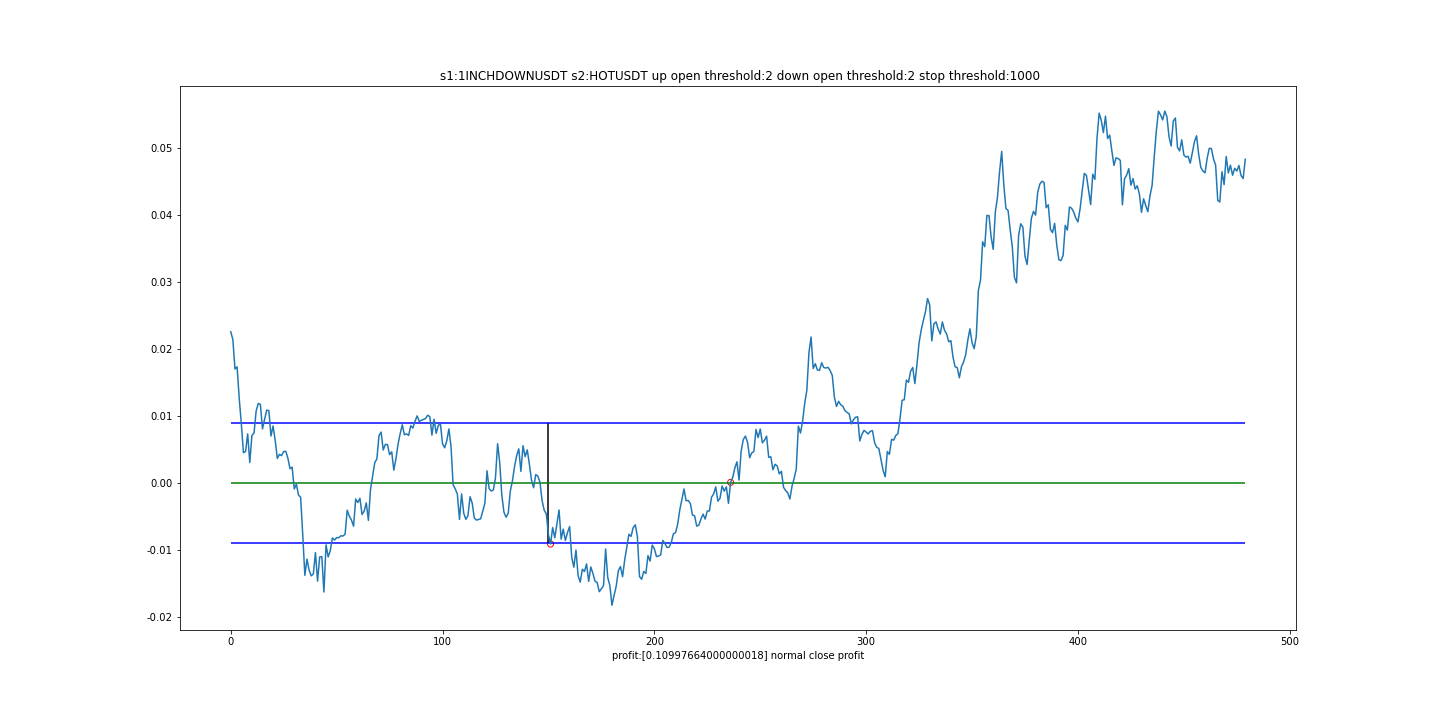 s1:1INCHDOWNUSDT s2:HOTUSDT up open threshold:2 down open threshold:2 stop threshold:1000
0.05
0.04
0.03
0.02
0.01
0.00
-0.01
-0.02
0 100 200 300 400 500
profit:[0.10997664000000018] normal close profit